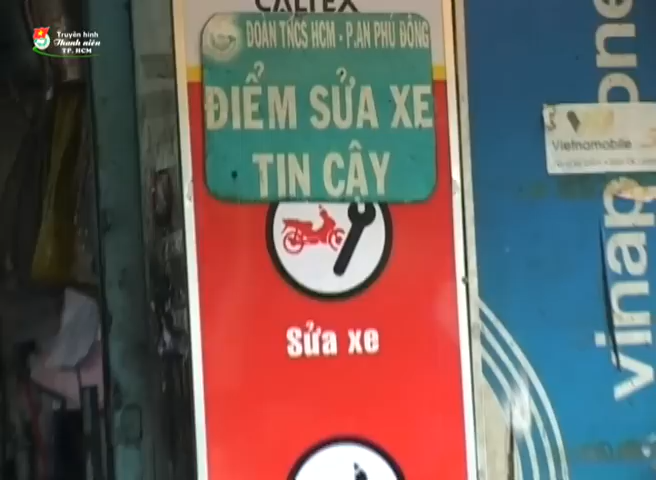 Truyền hình
Thanh niên
TP. HCM
CALTEX
ĐOÀN TNCS HCM - P.AN PHÚ ĐÔNG
ĐIỂM SỬA XE
TIN CẬY
Sửa xe
Vietnamobile
vinaphone